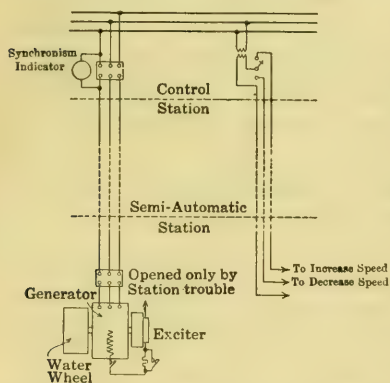 Synchronism
Indicator
Control
Station
Semi-Automatic
Station
Opened only by
Station trouble
To Increase Speed
To Decrease Speed
Generator
Exciter
Water
Wheel